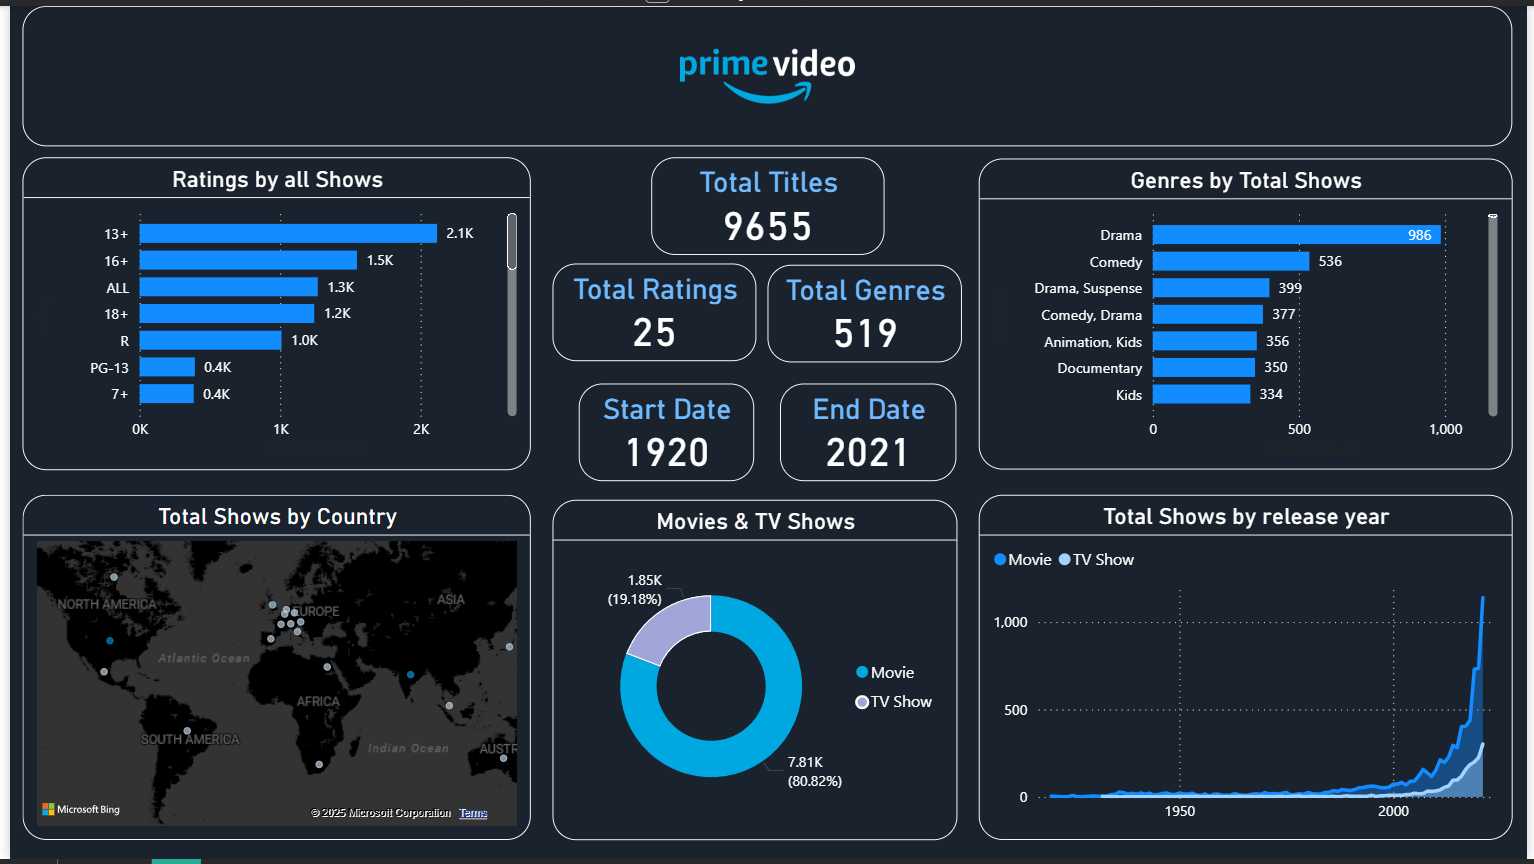 prime video
Ratings by all Shows
13+ 2.1K
16+ 1.5K
ALL 1.3K
18+ 1.2K
R 1.0K
PG-13 0.4K
7+ 0.4K
0K 1K 2K
Total Titles
9655
Total Ratings
25
Total Genres
519
Start Date
1920
End Date
2021
Genres by Total Shows
Drama 986
Comedy 536
Drama, Suspense 399
Comedy, Drama 377
Animation, Kids 356
Documentary 350
Kids 334
0 500 1,000
Total Shows by Country
NORTH AMERICA
EUROPE
ASIA
Atlantic Ocean
AFRICA
SOUTH AMERICA
Indian Ocean
AUSTR
Microsoft Bing
© 2025 Microsoft Corporation Terms
Movies & TV Shows
1.85K
(19.18%)
Movie
TV Show
7.81K
(80.82%)
Total Shows by release year
Movie TV Show
1,000
500
0
1950 2000